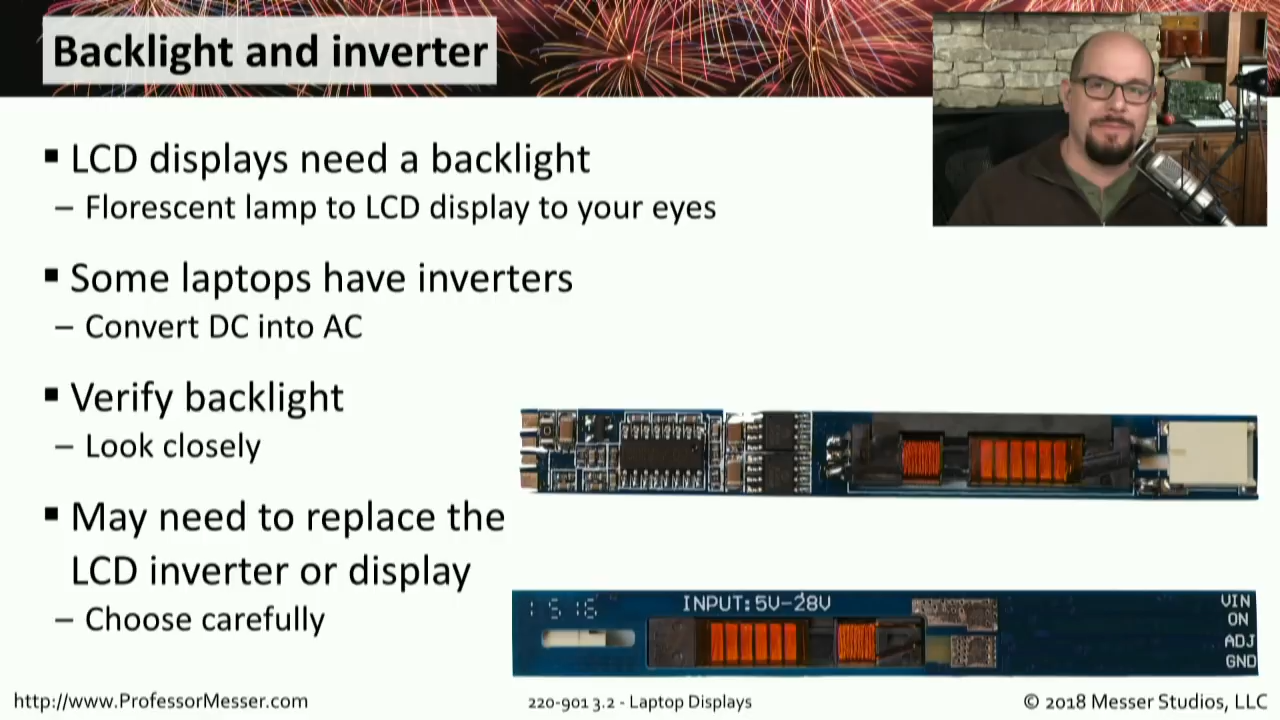 Backlight and inverter
▪ LCD displays need a backlight
– Florescent lamp to LCD display to your eyes
▪ Some laptops have inverters
– Convert DC into AC
▪ Verify backlight
– Look closely
▪ May need to replace the
LCD inverter or display
– Choose carefully
1515
INPUT:5V-28V
VIN
ON
ADJ
GND
http://www.ProfessorMesser.com
220-901 3.2 - Laptop Displays
© 2018 Messer Studios, LLC